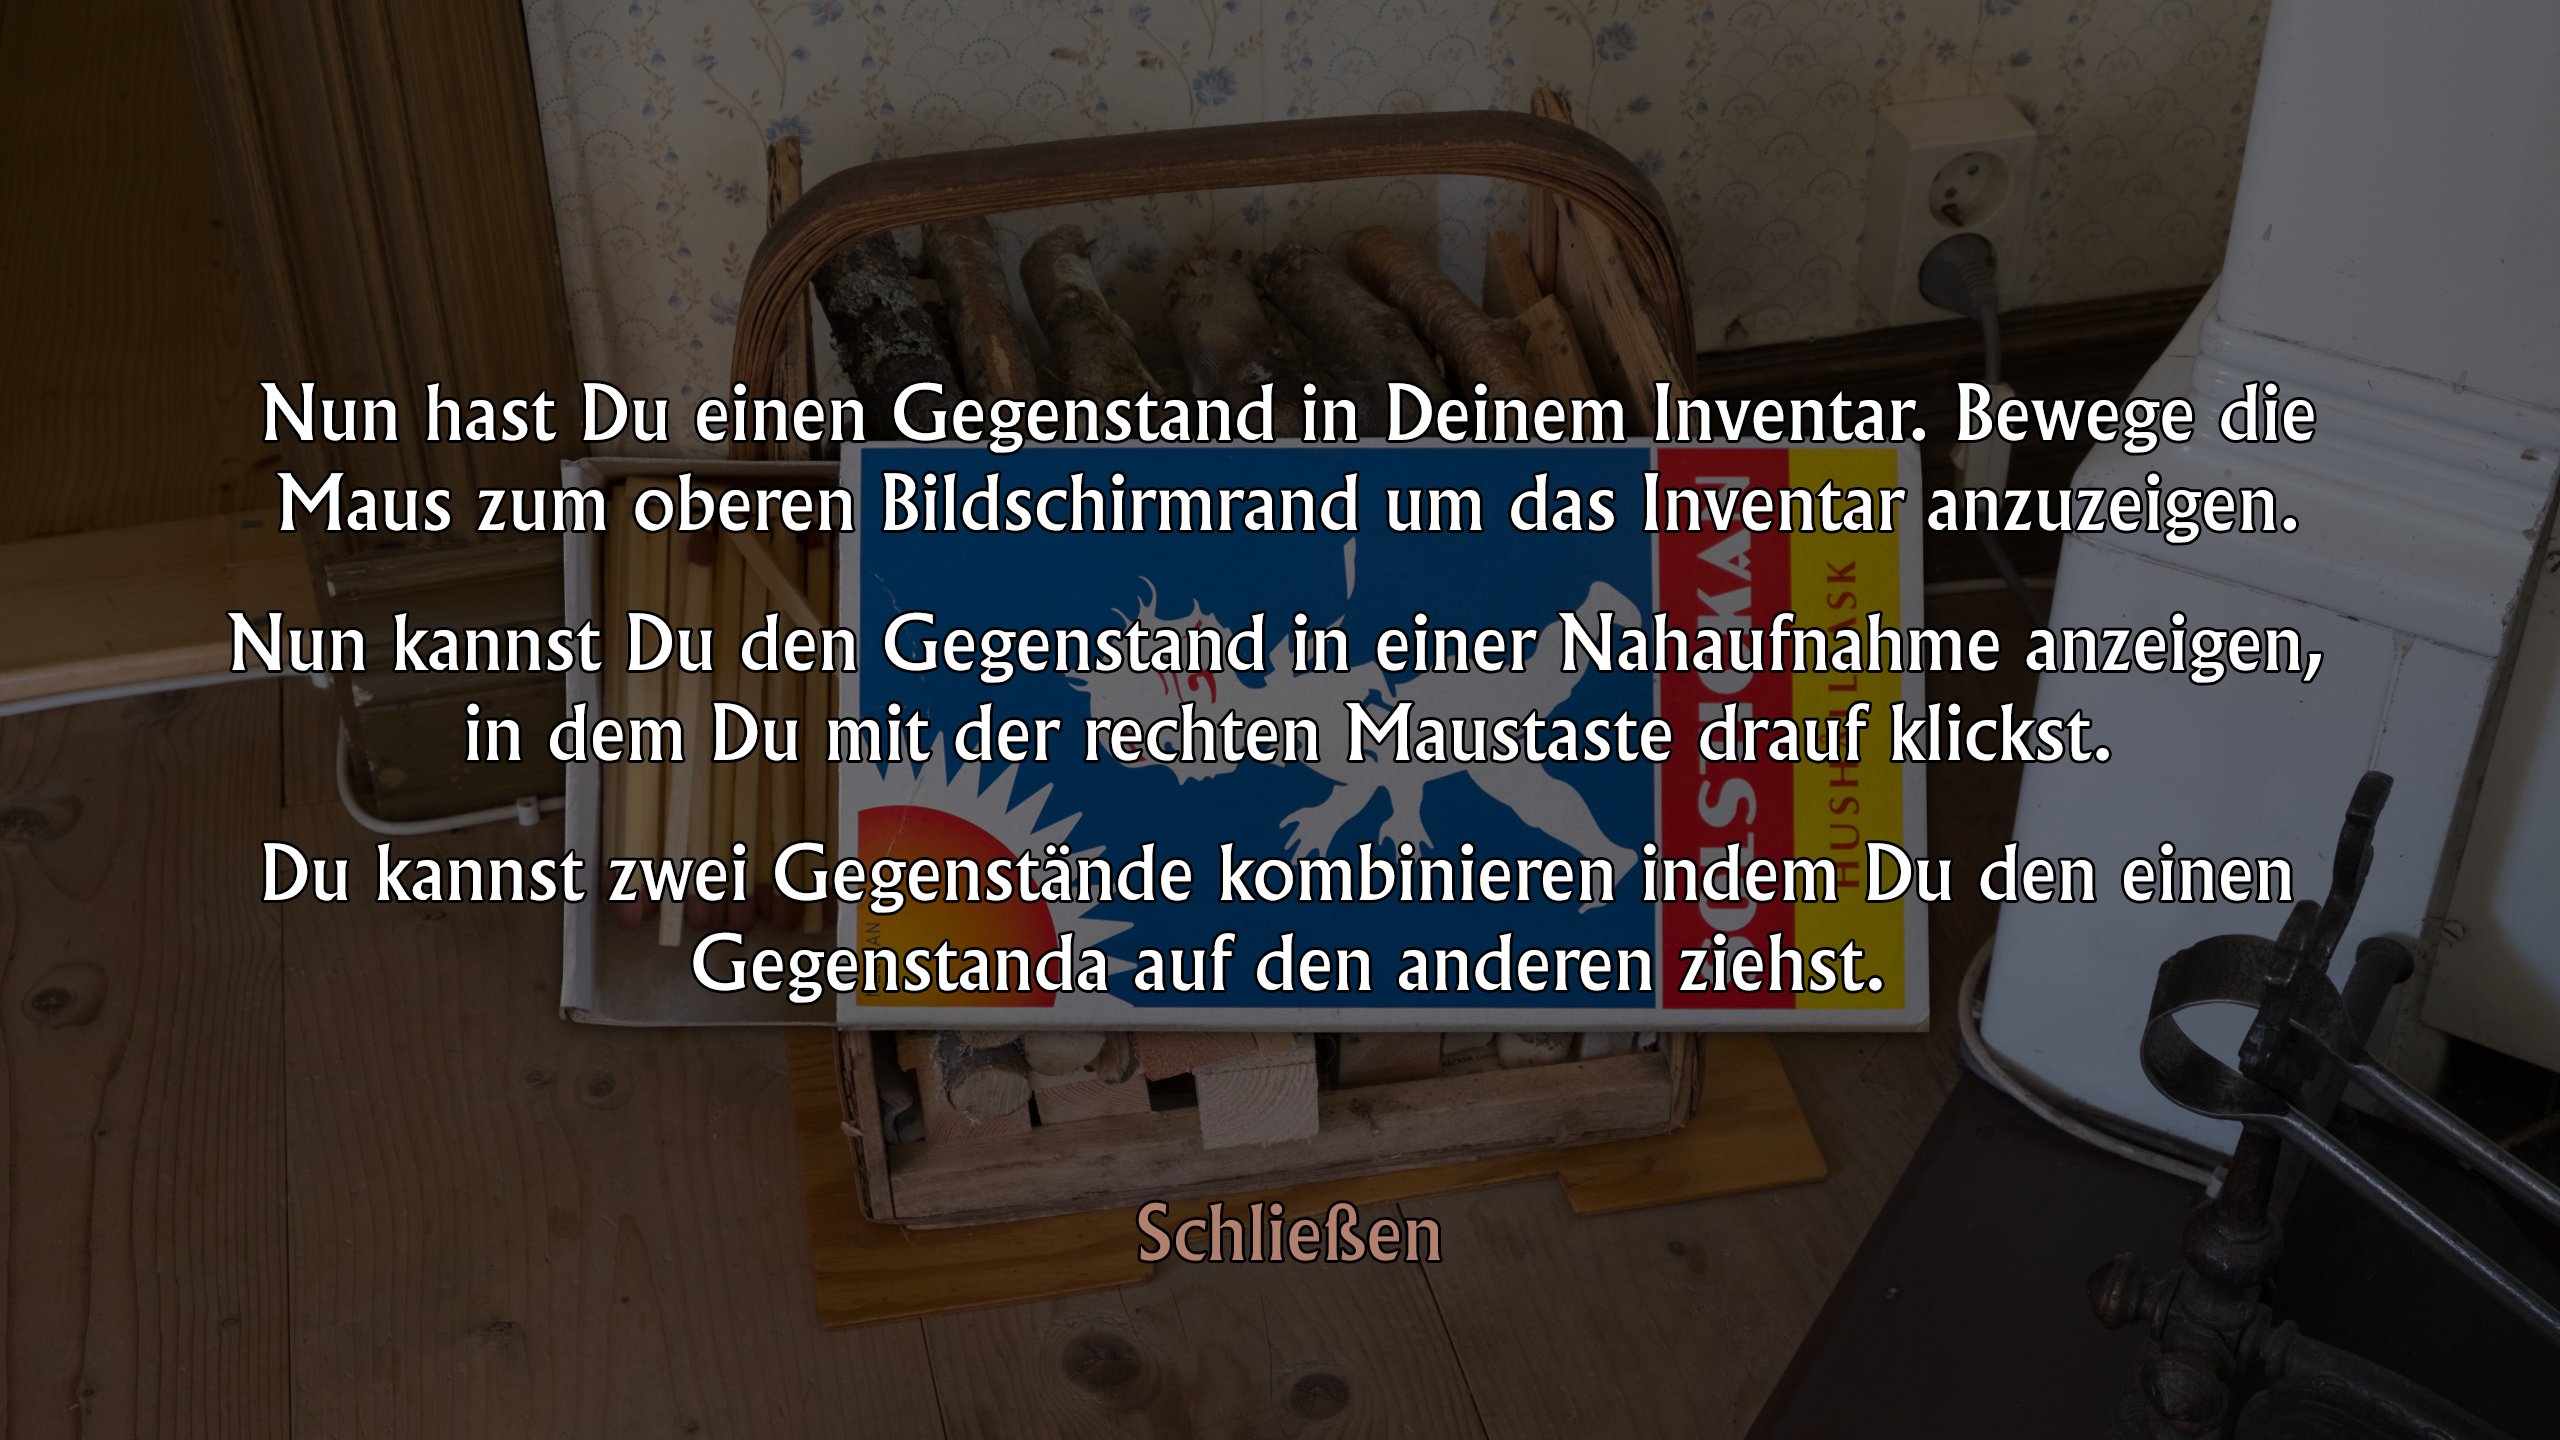 Nun hast Du einen Gegenstand in Deinem Inventar. Bewege die
Maus zum oberen Bildschirmrand um das Inventar anzuzeigen.
Nun kannst Du den Gegenstand in einer Nahaufnahme anzeigen,
in dem Du mit der rechten Maustaste drauf klickst.
Du kannst zwei Gegenstände kombinieren indem Du den einen
Gegenstanda auf den anderen ziehst.
Schließen
SOLSTICKAN
HUSHÅLLSASK